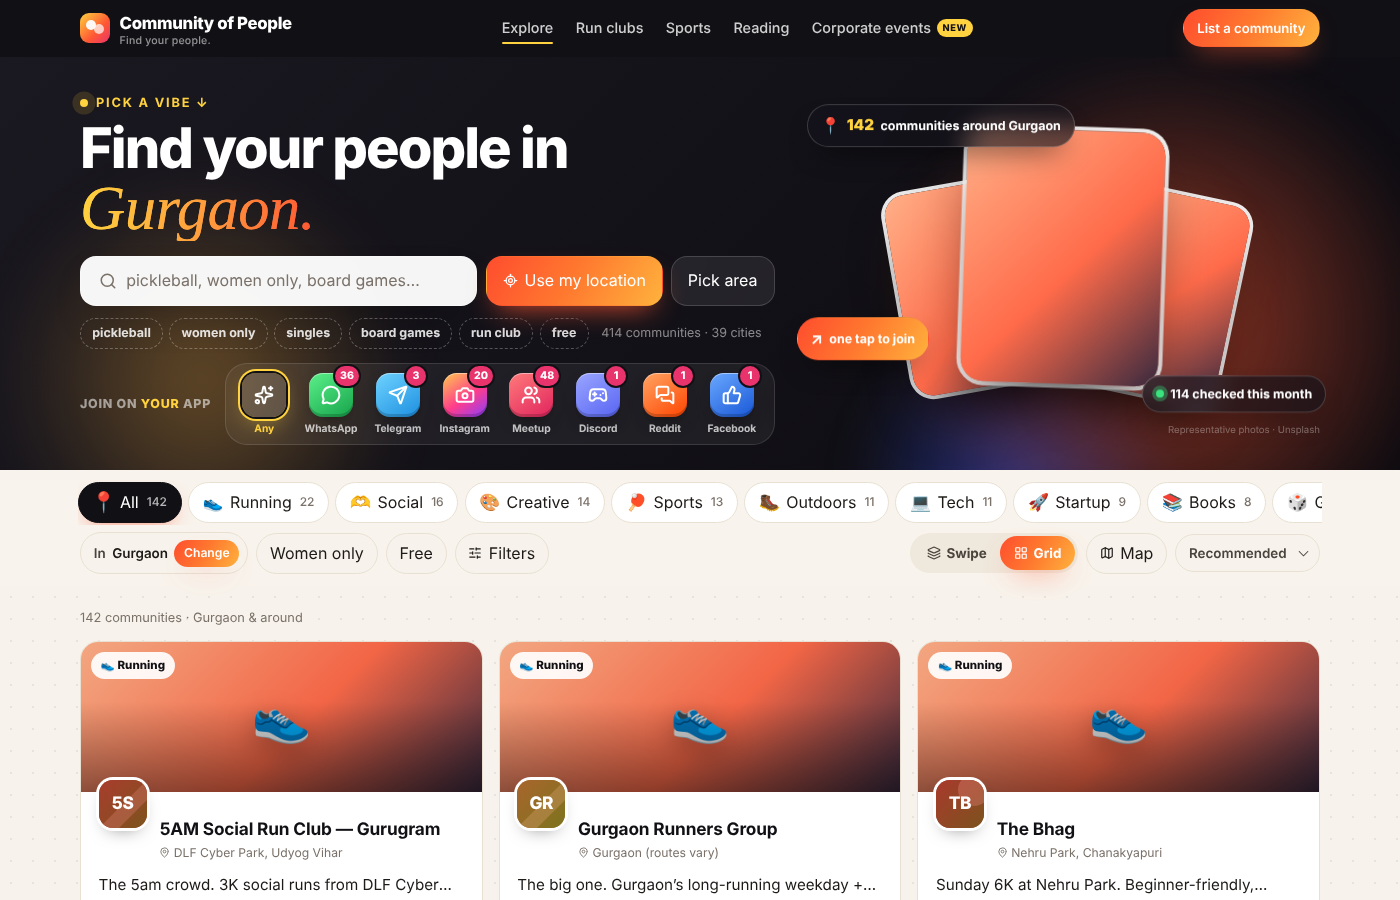 Community of People
Find your people.
Explore
Run clubs
Sports
Reading
Corporate events NEW
List a community
PICK A VIBE ↓
Find your people in
Gurgaon.
pickleball, women only, board games...
Use my location
Pick area
pickleball
women only
singles
board games
run club
free
414 communities · 39 cities
JOIN ON YOUR APP
Any
36
WhatsApp
3
Telegram
20
Instagram
48
Meetup
1
Discord
1
Reddit
1
Facebook
142 communities around Gurgaon
one tap to join
114 checked this month
Representative photos · Unsplash
All 142
Running 22
Social 16
Creative 14
Sports 13
Outdoors 11
Tech 11
Startup 9
Books 8
In Gurgaon Change
Women only
Free
Filters
Swipe
Grid
Map
Recommended
142 communities · Gurgaon & around
Running
5S
5AM Social Run Club — Gurugram
DLF Cyber Park, Udyog Vihar
The 5am crowd. 3K social runs from DLF Cyber...
Running
GR
Gurgaon Runners Group
Gurgaon (routes vary)
The big one. Gurgaon's long-running weekday +...
Running
TB
The Bhag
Nehru Park, Chanakyapuri
Sunday 6K at Nehru Park. Beginner-friendly,...